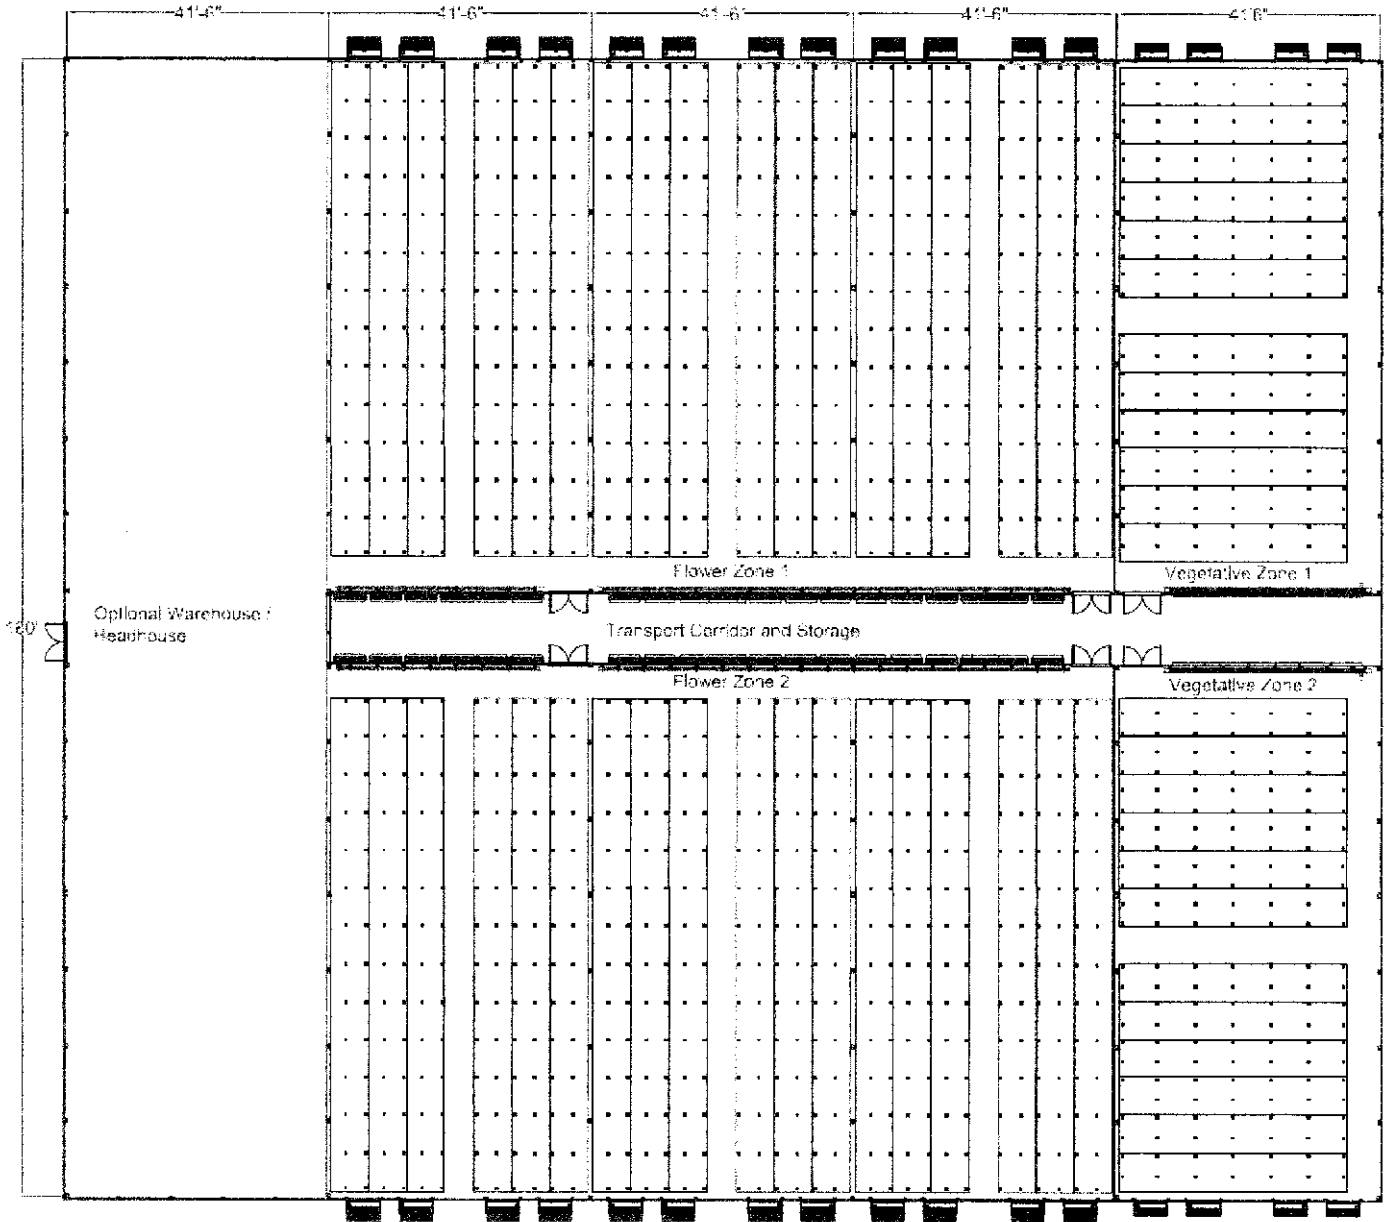 41'-6" 41'-6" 41'-6" 41'-6" 41'6"
Flower Zone 1
Vegetative Zone 1
Optional Warehouse /
Headhouse
180'
Transport Corridor and Storage
Flower Zone 2
Vegetative Zone 2